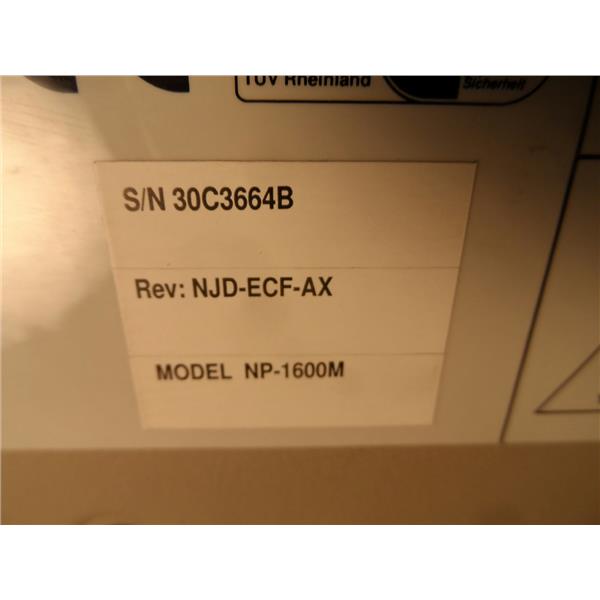 TÜV Rheinland
Sicherheit
S/N 30C3664B
Rev: NJD-ECF-AX
MODEL NP-1600M